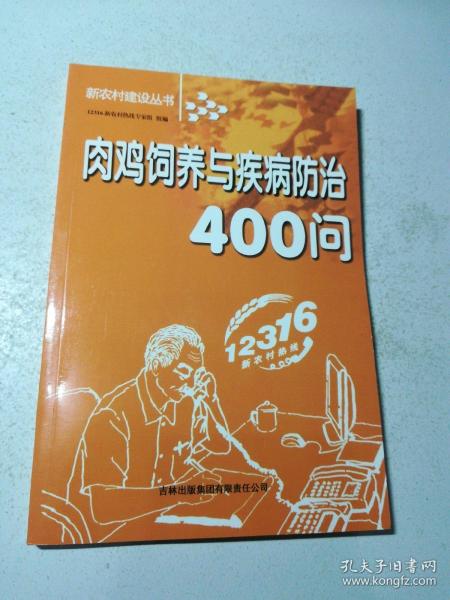 新农村建设丛书
12316新农村热线专家组 组编
肉鸡饲养与疾病防治
400问
12316
新农村热线
吉林出版集团有限责任公司
孔夫子旧书网
www.kongfz.com